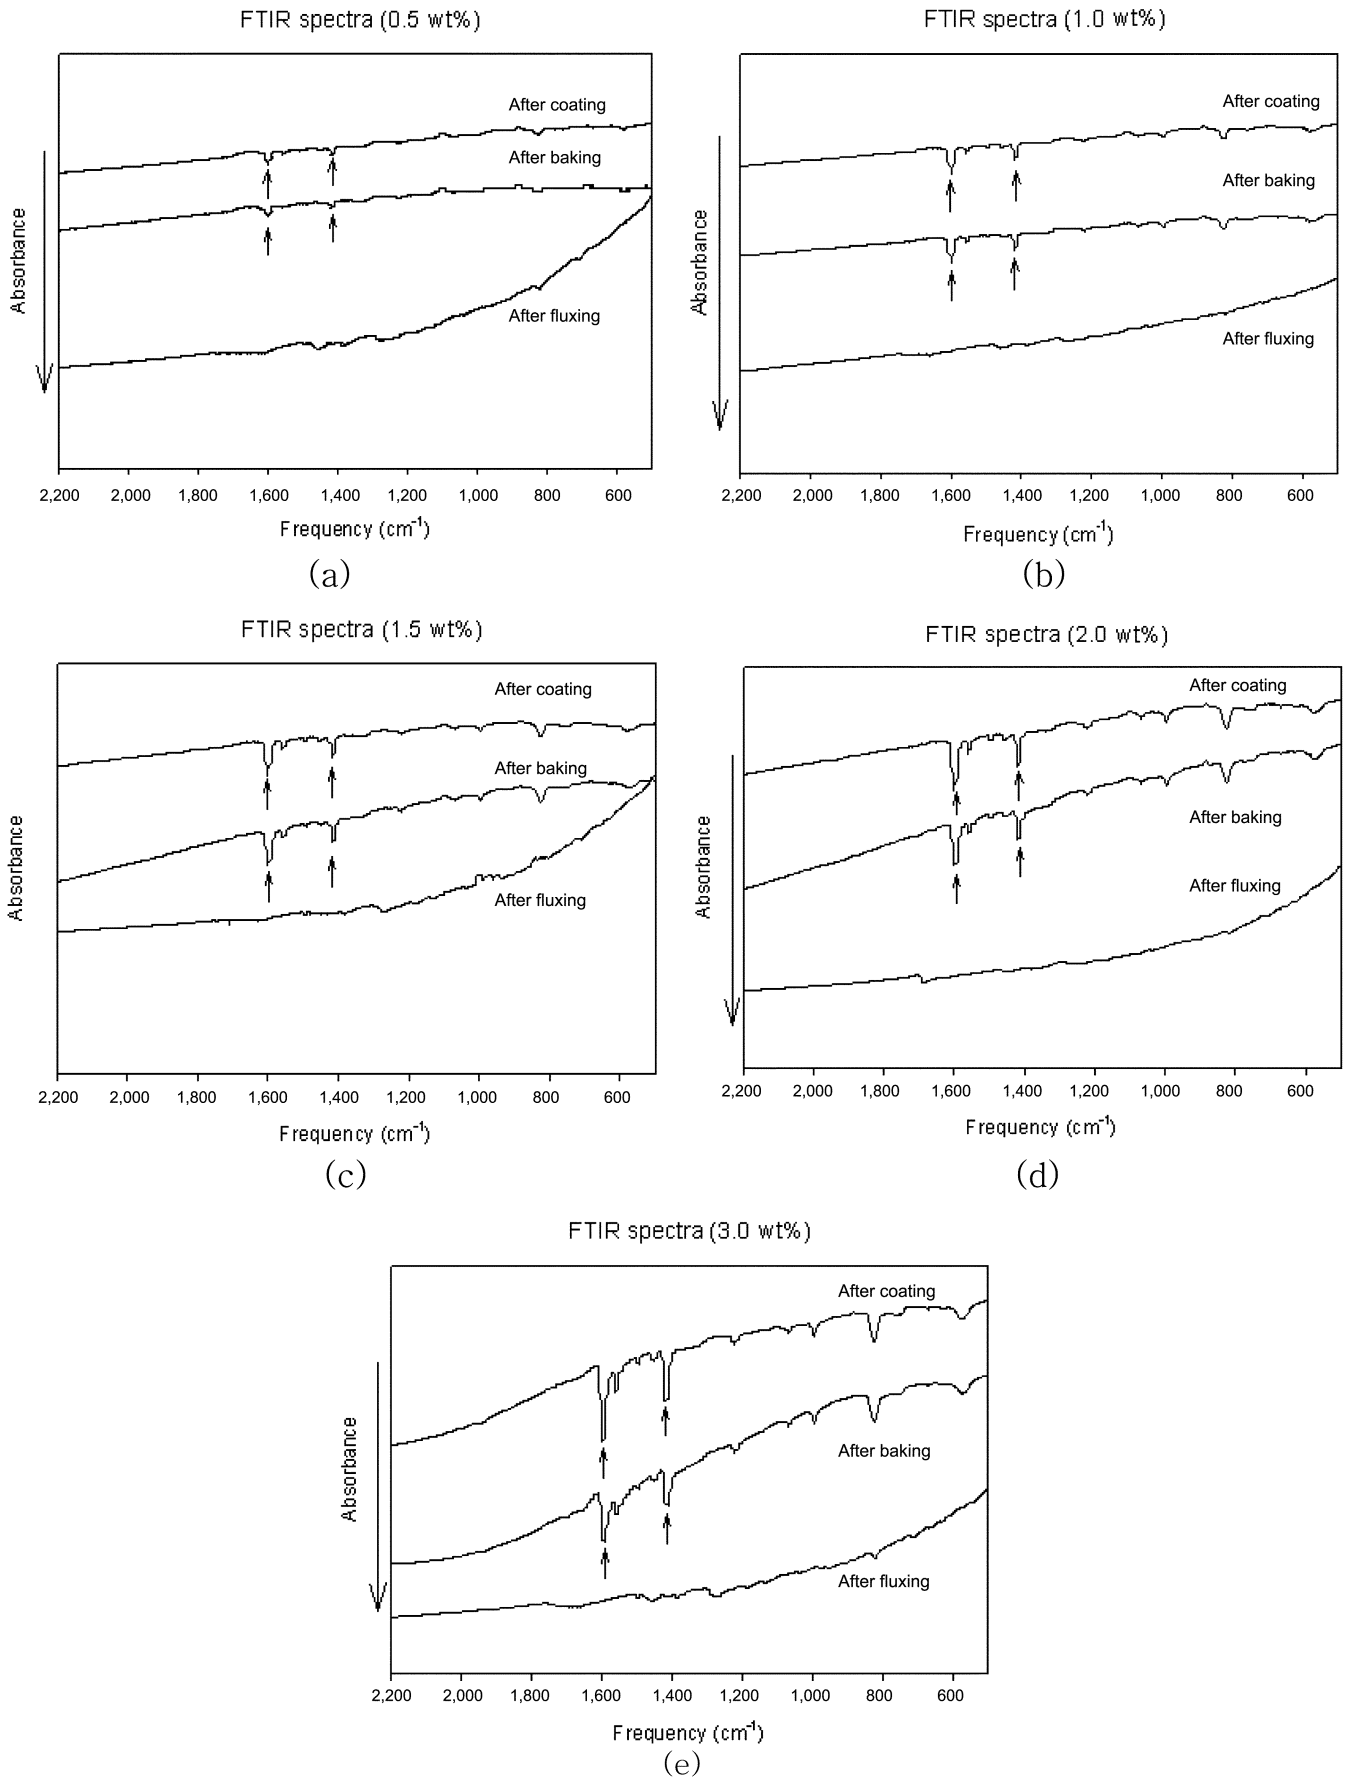 FTIR spectra (0.5 wt%)
After coating
After baking
After fluxing
Absorbance
2,200 2,000 1,800 1,600 1,400 1,200 1,000 800 600
Frequency (cm-1)
(a)
FTIR spectra (1.0 wt%)
After coating
After baking
After fluxing
Absorbance
2,200 2,000 1,800 1,600 1,400 1,200 1,000 800 600
Frequency (cm-1)
(b)
FTIR spectra (1.5 wt%)
After coating
After baking
After fluxing
Absorbance
2,200 2,000 1,800 1,600 1,400 1,200 1,000 800 600
Frequency (cm-1)
(c)
FTIR spectra (2.0 wt%)
After coating
After baking
After fluxing
Absorbance
2,200 2,000 1,800 1,600 1,400 1,200 1,000 800 600
Frequency (cm-1)
(d)
FTIR spectra (3.0 wt%)
After coating
After baking
After fluxing
Absorbance
2,200 2,000 1,800 1,600 1,400 1,200 1,000 800 600
Frequency (cm-1)
(e)